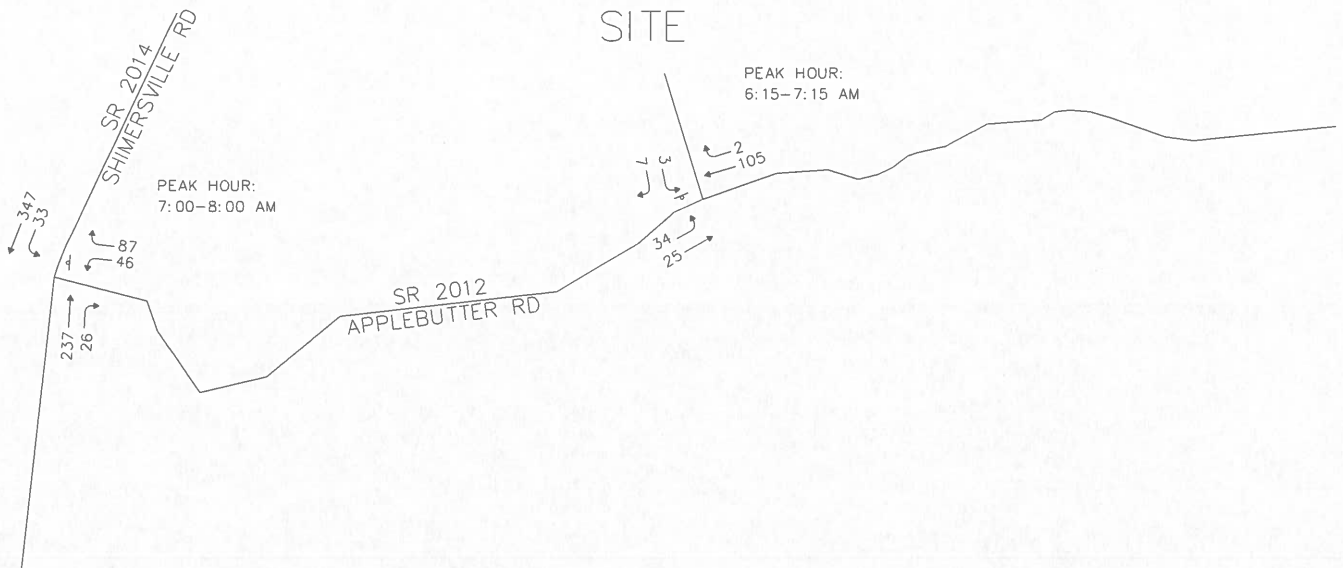 SITE
SR 2014
SHIMERSVILLE RD
PEAK HOUR:
6:15-7:15 AM
2
105
3
7
34
25
PEAK HOUR:
7:00-8:00 AM
347
33
87
46
237
26
SR 2012
APPLEBUTTER RD